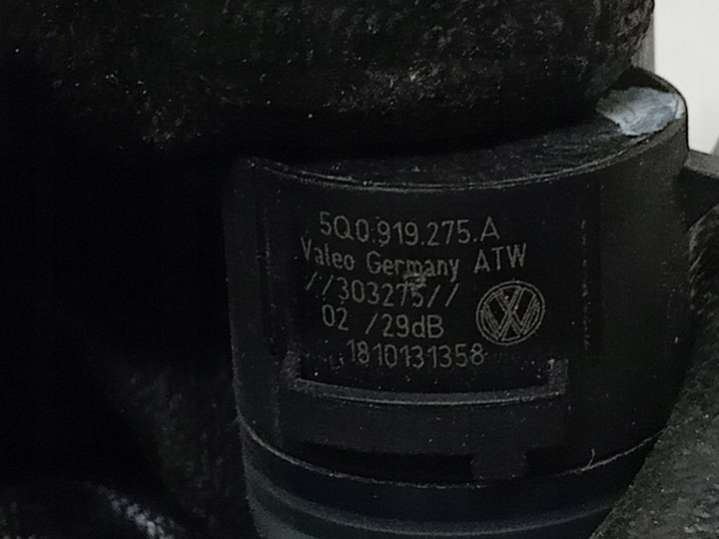 5Q0.919.275.A
Valeo Germany ATW
//303275//
02 /29dB
1810131358